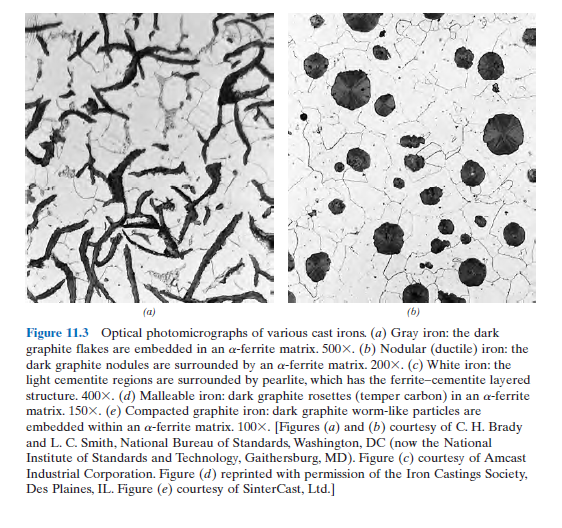 (a)
(b)
Figure 11.3 Optical photomicrographs of various cast irons. (a) Gray iron: the dark
graphite flakes are embedded in an α-ferrite matrix. 500×. (b) Nodular (ductile) iron: the
dark graphite nodules are surrounded by an α-ferrite matrix. 200×. (c) White iron: the
light cementite regions are surrounded by pearlite, which has the ferrite–cementite layered
structure. 400×. (d) Malleable iron: dark graphite rosettes (temper carbon) in an α-ferrite
matrix. 150×. (e) Compacted graphite iron: dark graphite worm-like particles are
embedded within an α-ferrite matrix. 100×. [Figures (a) and (b) courtesy of C. H. Brady
and L. C. Smith, National Bureau of Standards, Washington, DC (now the National
Institute of Standards and Technology, Gaithersburg, MD). Figure (c) courtesy of Amcast
Industrial Corporation. Figure (d) reprinted with permission of the Iron Castings Society,
Des Plaines, IL. Figure (e) courtesy of SinterCast, Ltd.]